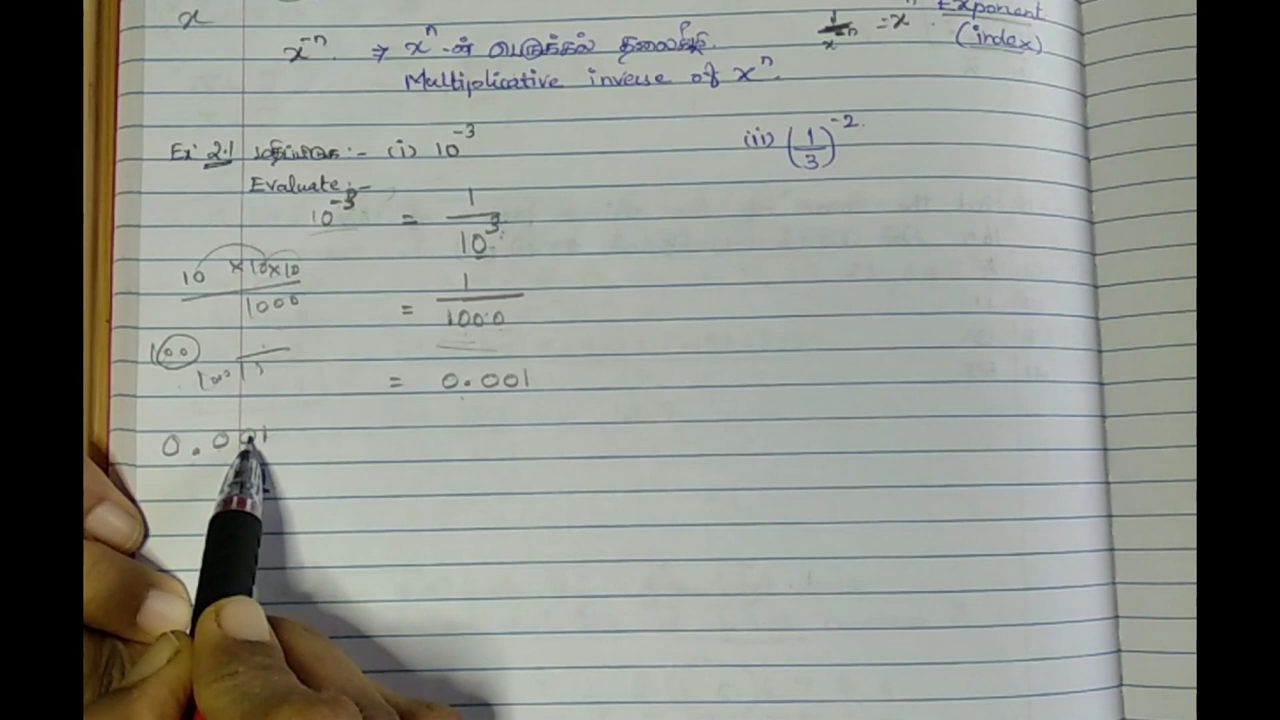 x
x⁻ⁿ ⇒ xⁿ-ன் பெருக்கல் தலைகீழி. 1/x⁻ⁿ = xⁿ. Exponent
Multiplicative inverse of xⁿ. (index)
Ex: 2.1 மதிப்பிடுக:- (i) 10⁻³ (ii) (1/3)⁻².
Evaluate:-
10⁻³ = 1/10³
10 × 10 × 10
1000
= 1/1000
100
= 0.001
0.001